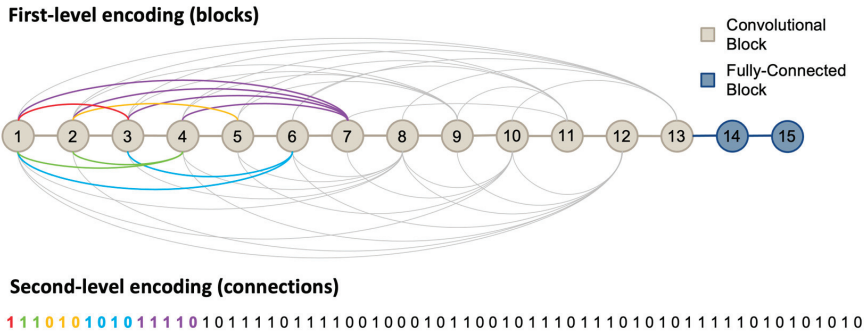 First-level encoding (blocks)
Convolutional
Block
Fully-Connected
Block
1 2 3 4 5 6 7 8 9 10 11 12 13 14 15
Second-level encoding (connections)
1 1 1 0 1 0 1 0 1 0 1 1 1 1 0 1 0 1 1 1 1 0 1 1 1 1 0 0 1 0 0 0 1 0 1 1 0 0 1 0 0 1 1 1 0 1 1 1 0 1 1 0 1 0 1 1 1 1 1 0 1 0 1 0 1 0